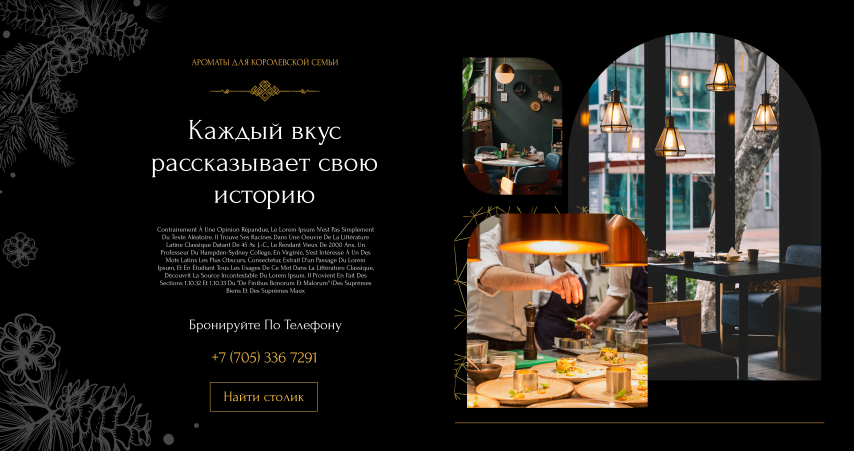 АРОМАТЫ ДЛЯ КОРОЛЕВСКОЙ СЕМЬИ
Каждый вкус
рассказывает свою
историю
Contrairement À Une Opinion Répandue, Le Lorem Ipsum N'est Pas Simplement
Du Texte Aléatoire. Il Trouve Ses Racines Dans Une Oeuvre De La Littérature
Latine Classique Datant De 45 Av. J.-C., Le Rendant Vieux De 2000 Ans. Un
Professeur Du Hampden-Sydney College, En Virginie, S'est Intéressé À Un Des
Mots Latins Les Plus Obscurs, Consectetur, Extrait D'un Passage Du Lorem
Ipsum, Et En Étudiant Tous Les Usages De Ce Mot Dans La Littérature Classique,
Découvrit La Source Incontestable Du Lorem Ipsum. Il Provient En Fait Des
Sections 1.10.32 Et 1.10.33 Du "De Finibus Bonorum Et Malorum" (Des Suprêmes
Biens Et Des Suprêmes Maux
Бронируйте По Телефону
+7 (705) 336 7291
Найти столик